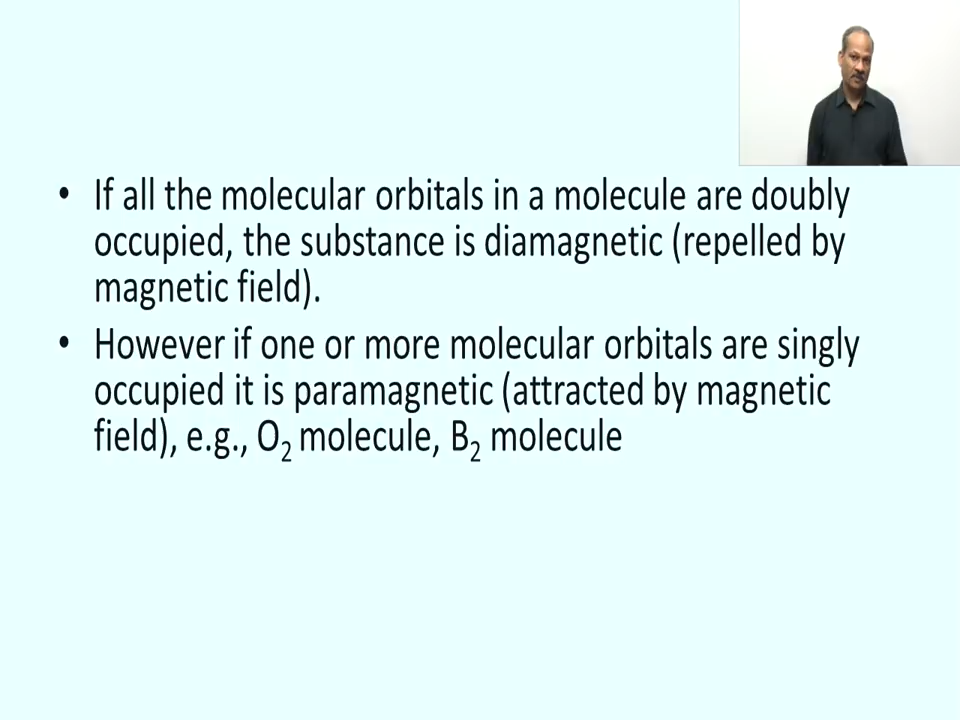 • If all the molecular orbitals in a molecule are doubly
occupied, the substance is diamagnetic (repelled by
magnetic field).
• However if one or more molecular orbitals are singly
occupied it is paramagnetic (attracted by magnetic
field), e.g., O₂ molecule, B₂ molecule